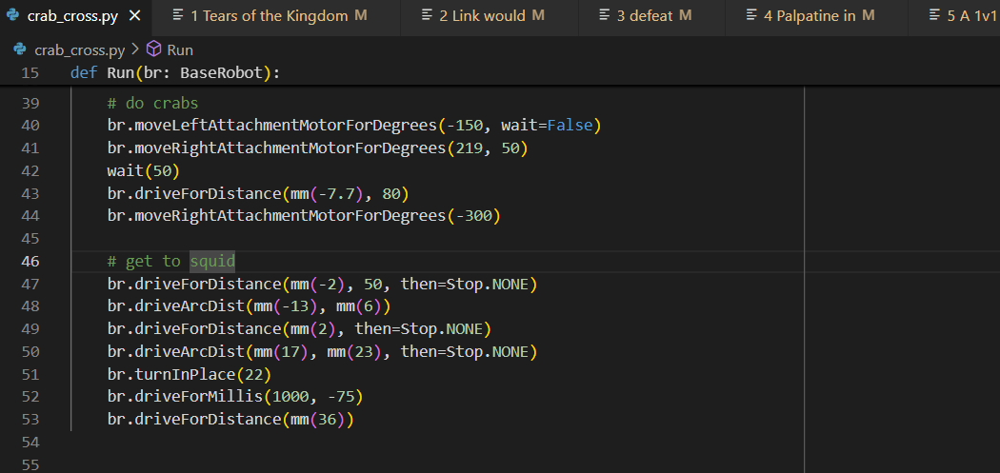 crab_cross.py 1 Tears of the Kingdom M 2 Link would M 3 defeat M 4 Palpatine in M 5 A 1v1
crab_cross.py > Run
15 def Run(br: BaseRobot):
39 # do crabs
40 br.moveLeftAttachmentMotorForDegrees(-150, wait=False)
41 br.moveRightAttachmentMotorForDegrees(219, 50)
42 wait(50)
43 br.driveForDistance(mm(-7.7), 80)
44 br.moveRightAttachmentMotorForDegrees(-300)
45
46 # get to squid
47 br.driveForDistance(mm(-2), 50, then=Stop.NONE)
48 br.driveArcDist(mm(-13), mm(6))
49 br.driveForDistance(mm(2), then=Stop.NONE)
50 br.driveArcDist(mm(17), mm(23), then=Stop.NONE)
51 br.turnInPlace(22)
52 br.driveForMillis(1000, -75)
53 br.driveForDistance(mm(36))
54
55